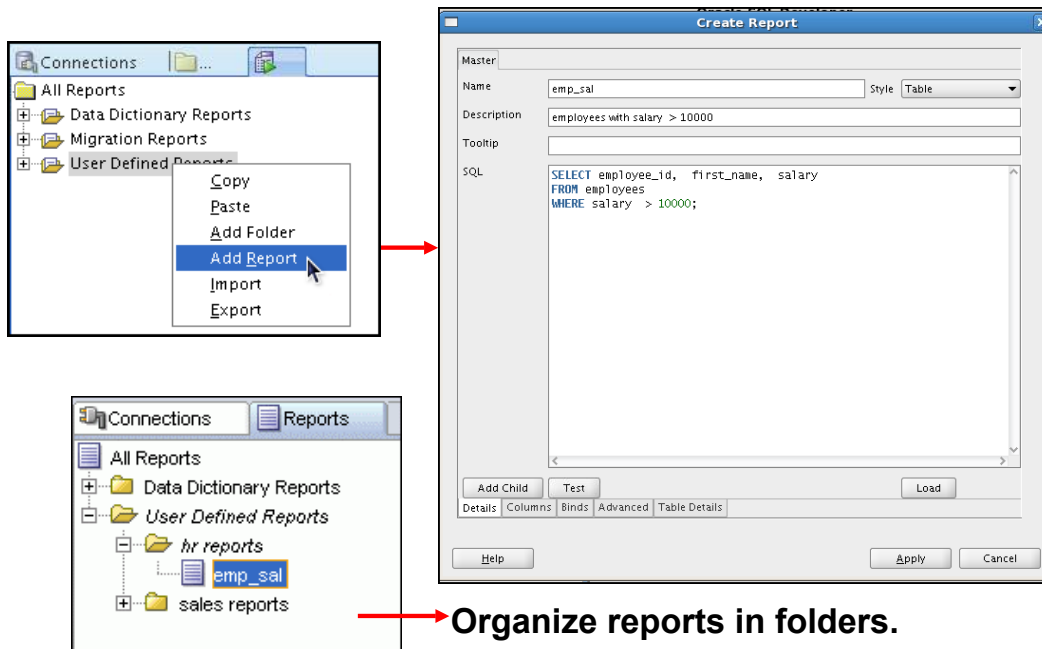 Connections ...
All Reports
Data Dictionary Reports
Migration Reports
User Defined Reports
Copy
Paste
Add Folder
Add Report
Import
Export
Oracle SQL Developer
Create Report
Master
Name emp_sal Style Table
Description employees with salary > 10000
Tooltip
SQL
SELECT employee_id, first_name, salary
FROM employees
WHERE salary > 10000;
Add Child Test Load
Details Columns Binds Advanced Table Details
Help Apply Cancel
Connections Reports
All Reports
Data Dictionary Reports
User Defined Reports
hr reports
emp_sal
sales reports
Organize reports in folders.